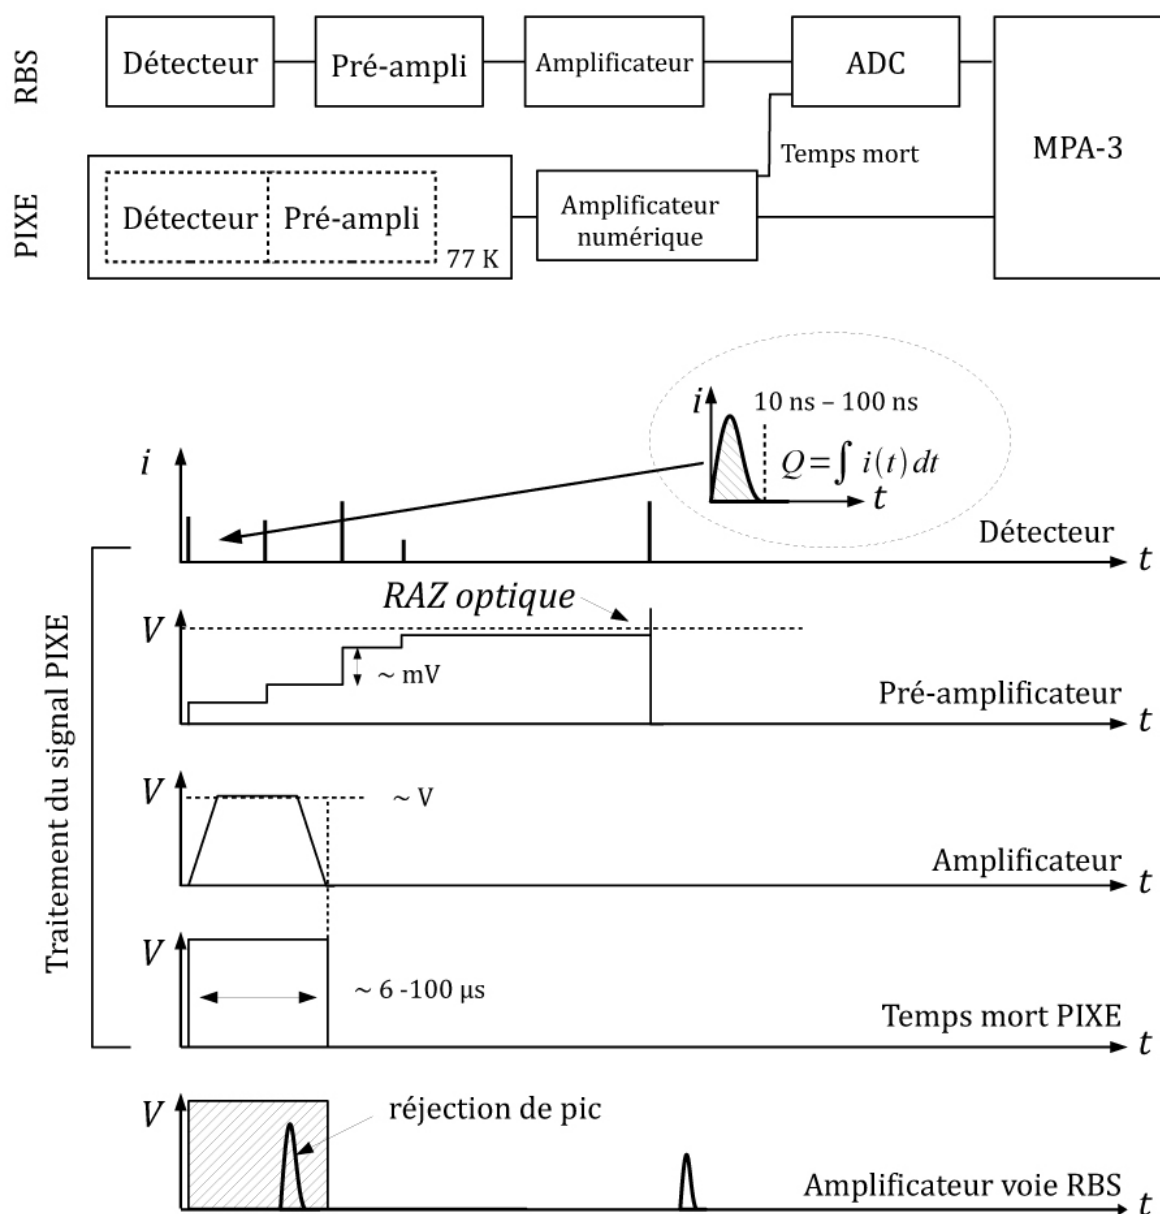 RBS
Détecteur
Pré-ampli
Amplificateur
ADC
MPA-3
Temps mort
PIXE
Détecteur
Pré-ampli
77 K
Amplificateur
numérique
i
10 ns – 100 ns
Q=∫ i(t) dt
t
i
Détecteur
t
Traitement du signal PIXE
RAZ optique
V
~ mV
Pré-amplificateur
t
V
~ V
Amplificateur
t
V
~ 6 -100 µs
Temps mort PIXE
t
V
réjection de pic
Amplificateur voie RBS
t